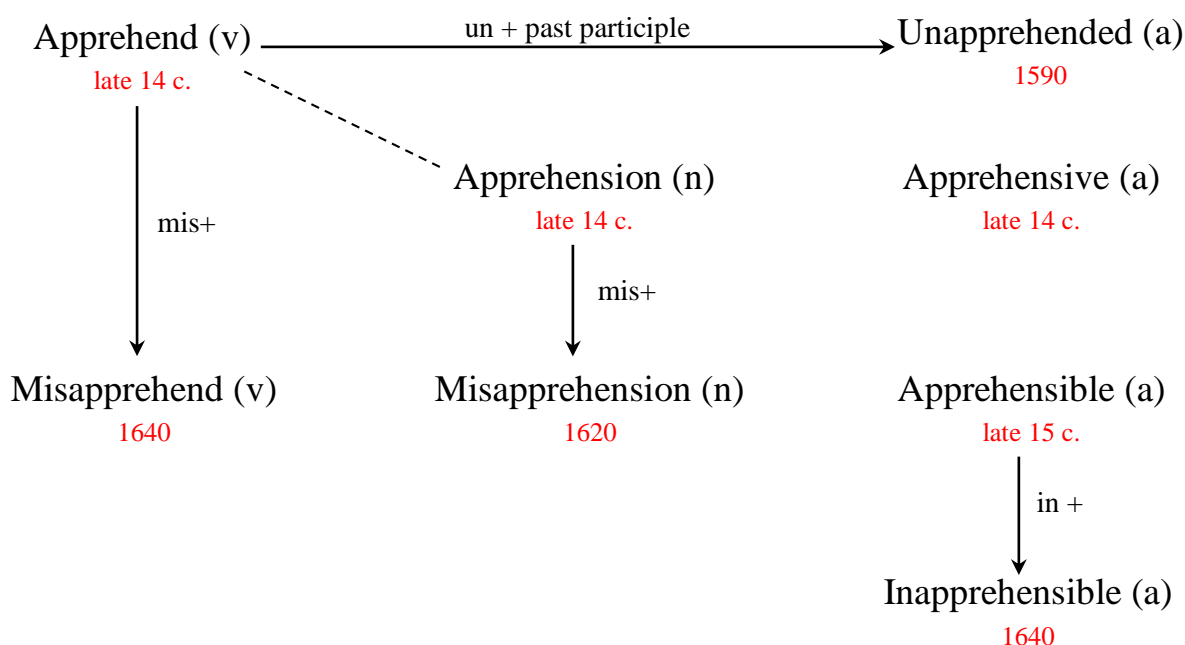 Apprehend (v)
late 14 c.
un + past participle
Unapprehended (a)
1590
Apprehension (n)
late 14 c.
Apprehensive (a)
late 14 c.
mis+
mis+
Misapprehend (v)
1640
Misapprehension (n)
1620
Apprehensible (a)
late 15 c.
in +
Inapprehensible (a)
1640